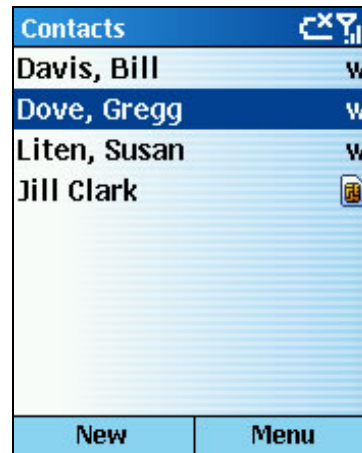 Contacts
Davis, Bill w
Dove, Gregg w
Liten, Susan w
Jill Clark
New Menu